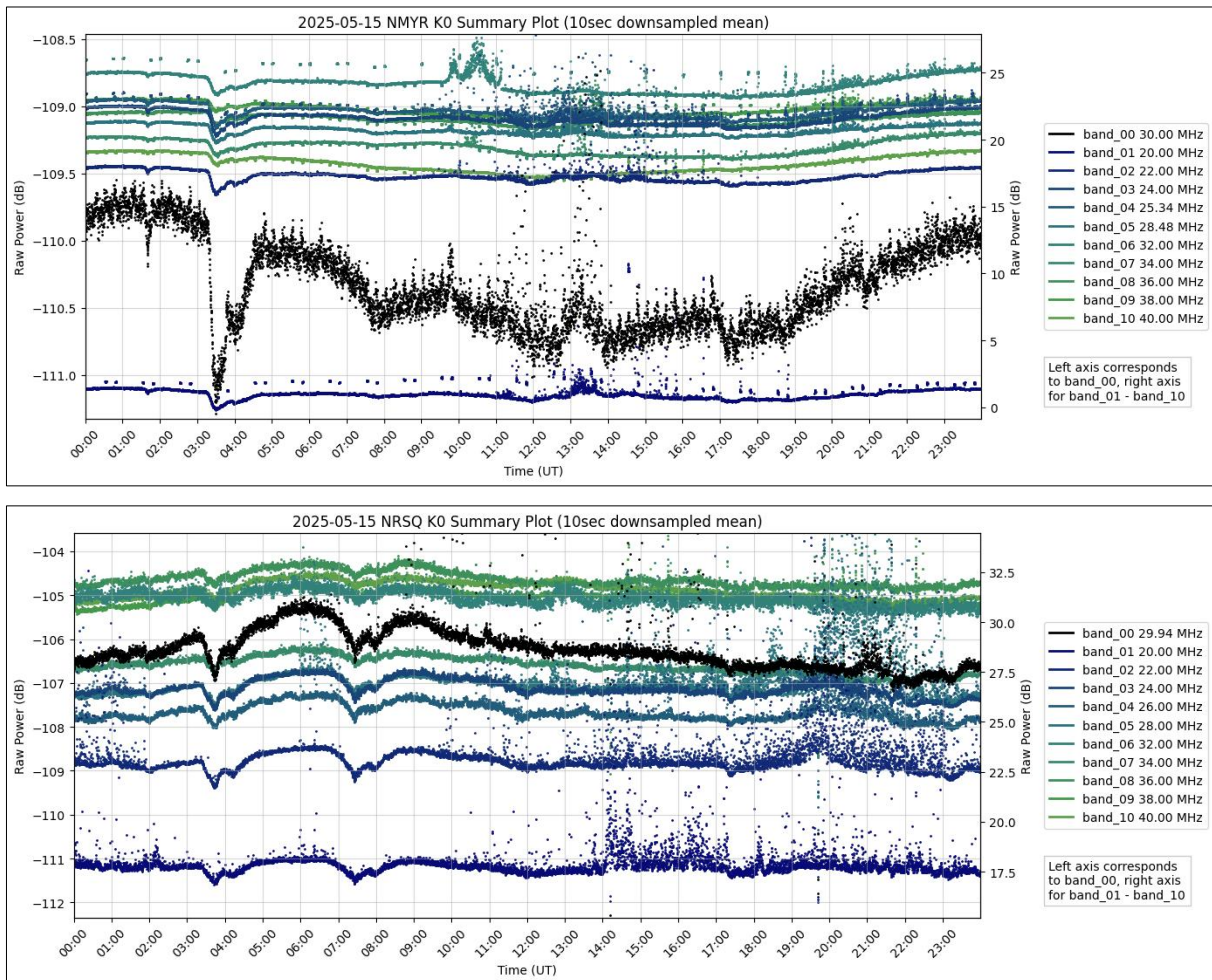 2025-05-15 NMYR K0 Summary Plot (10sec downsampled mean)
Raw Power (dB)
−108.5
−109.0
−109.5
−110.0
−110.5
−111.0
25
20
15
10
5
0
Raw Power (dB)
00:00 01:00 02:00 03:00 04:00 05:00 06:00 07:00 08:00 09:00 10:00 11:00 12:00 13:00 14:00 15:00 16:00 17:00 18:00 19:00 20:00 21:00 22:00 23:00
Time (UT)
band_00 30.00 MHz
band_01 20.00 MHz
band_02 22.00 MHz
band_03 24.00 MHz
band_04 25.34 MHz
band_05 28.48 MHz
band_06 32.00 MHz
band_07 34.00 MHz
band_08 36.00 MHz
band_09 38.00 MHz
band_10 40.00 MHz
Left axis corresponds
to band_00, right axis
for band_01 - band_10
2025-05-15 NRSQ K0 Summary Plot (10sec downsampled mean)
Raw Power (dB)
−104
−105
−106
−107
−108
−109
−110
−111
−112
32.5
30.0
27.5
25.0
22.5
20.0
17.5
Raw Power (dB)
00:00 01:00 02:00 03:00 04:00 05:00 06:00 07:00 08:00 09:00 10:00 11:00 12:00 13:00 14:00 15:00 16:00 17:00 18:00 19:00 20:00 21:00 22:00 23:00
Time (UT)
band_00 29.94 MHz
band_01 20.00 MHz
band_02 22.00 MHz
band_03 24.00 MHz
band_04 26.00 MHz
band_05 28.00 MHz
band_06 32.00 MHz
band_07 34.00 MHz
band_08 36.00 MHz
band_09 38.00 MHz
band_10 40.00 MHz
Left axis corresponds
to band_00, right axis
for band_01 - band_10